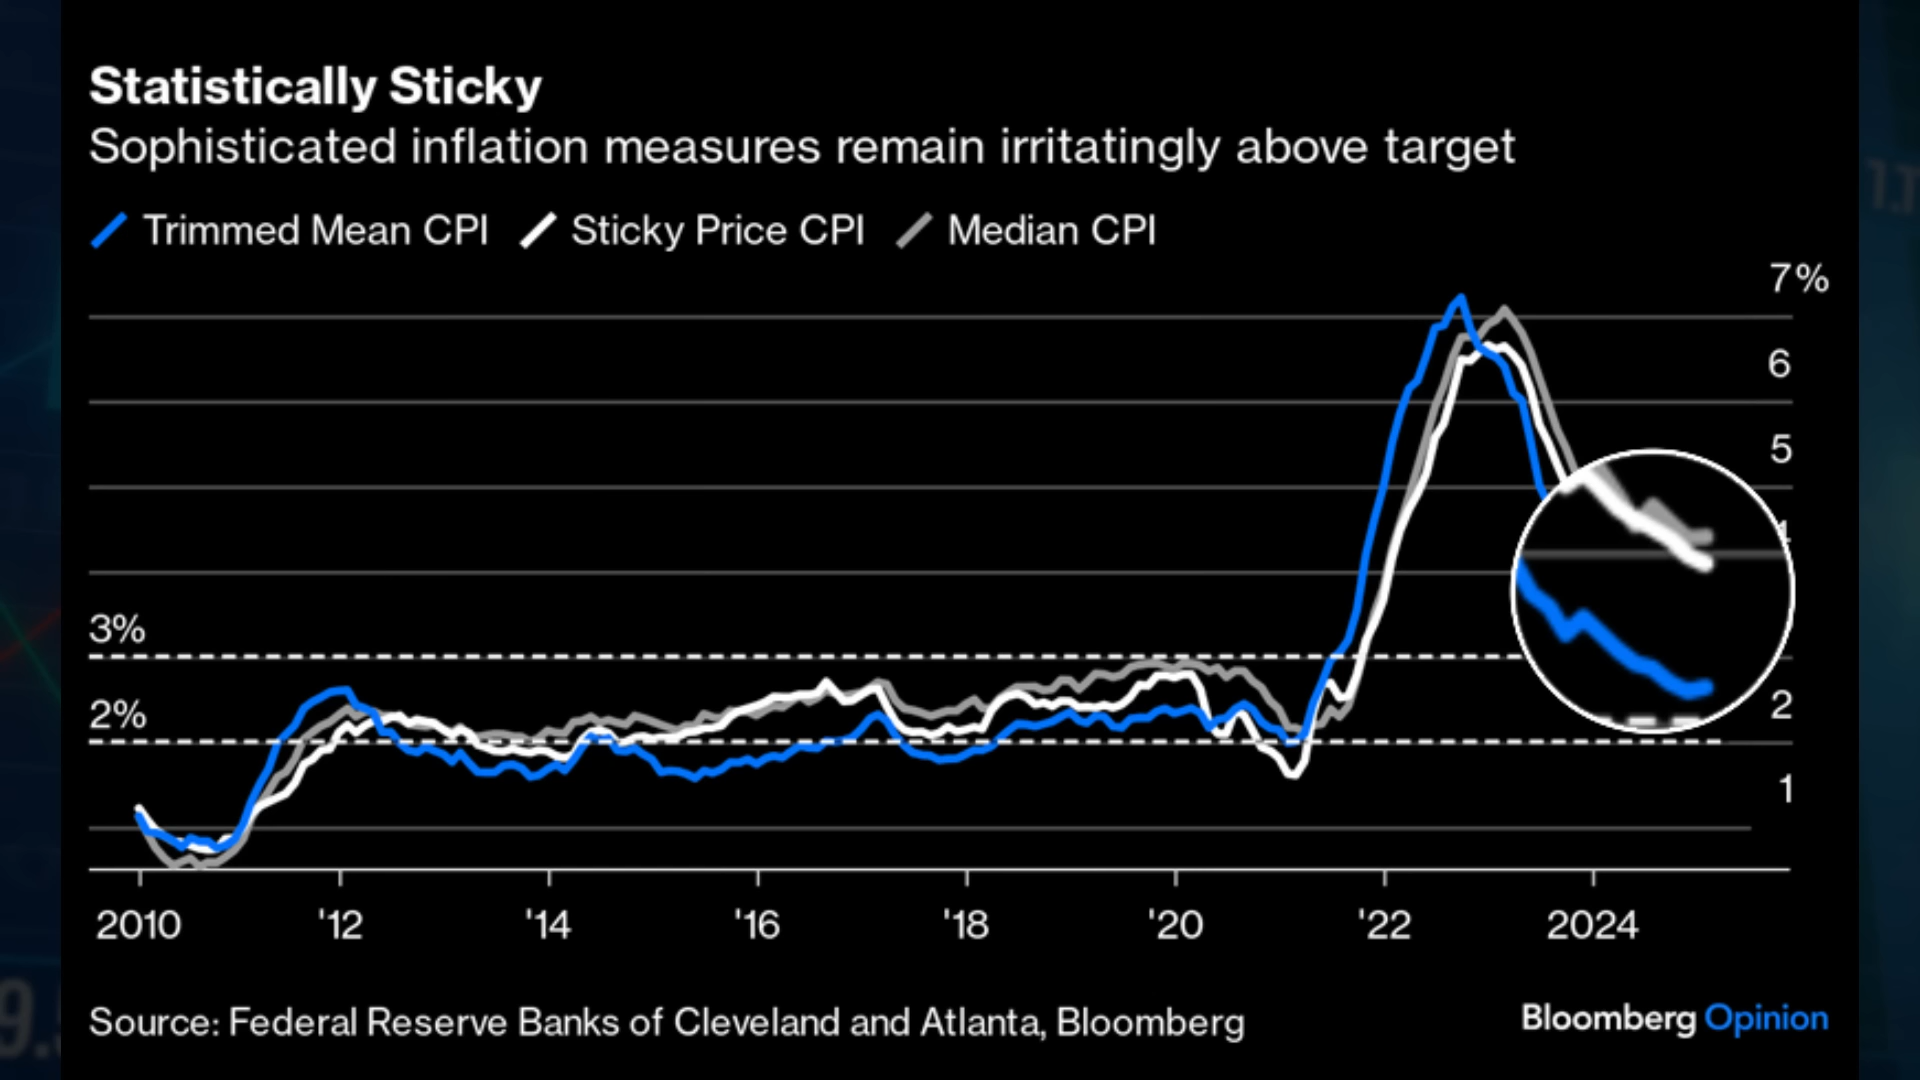 Statistically Sticky
Sophisticated inflation measures remain irritatingly above target
Trimmed Mean CPI Sticky Price CPI Median CPI
7%
6
5
3%
2%
2
1
2010 '12 '14 '16 '18 '20 '22 2024
Source: Federal Reserve Banks of Cleveland and Atlanta, Bloomberg
Bloomberg Opinion